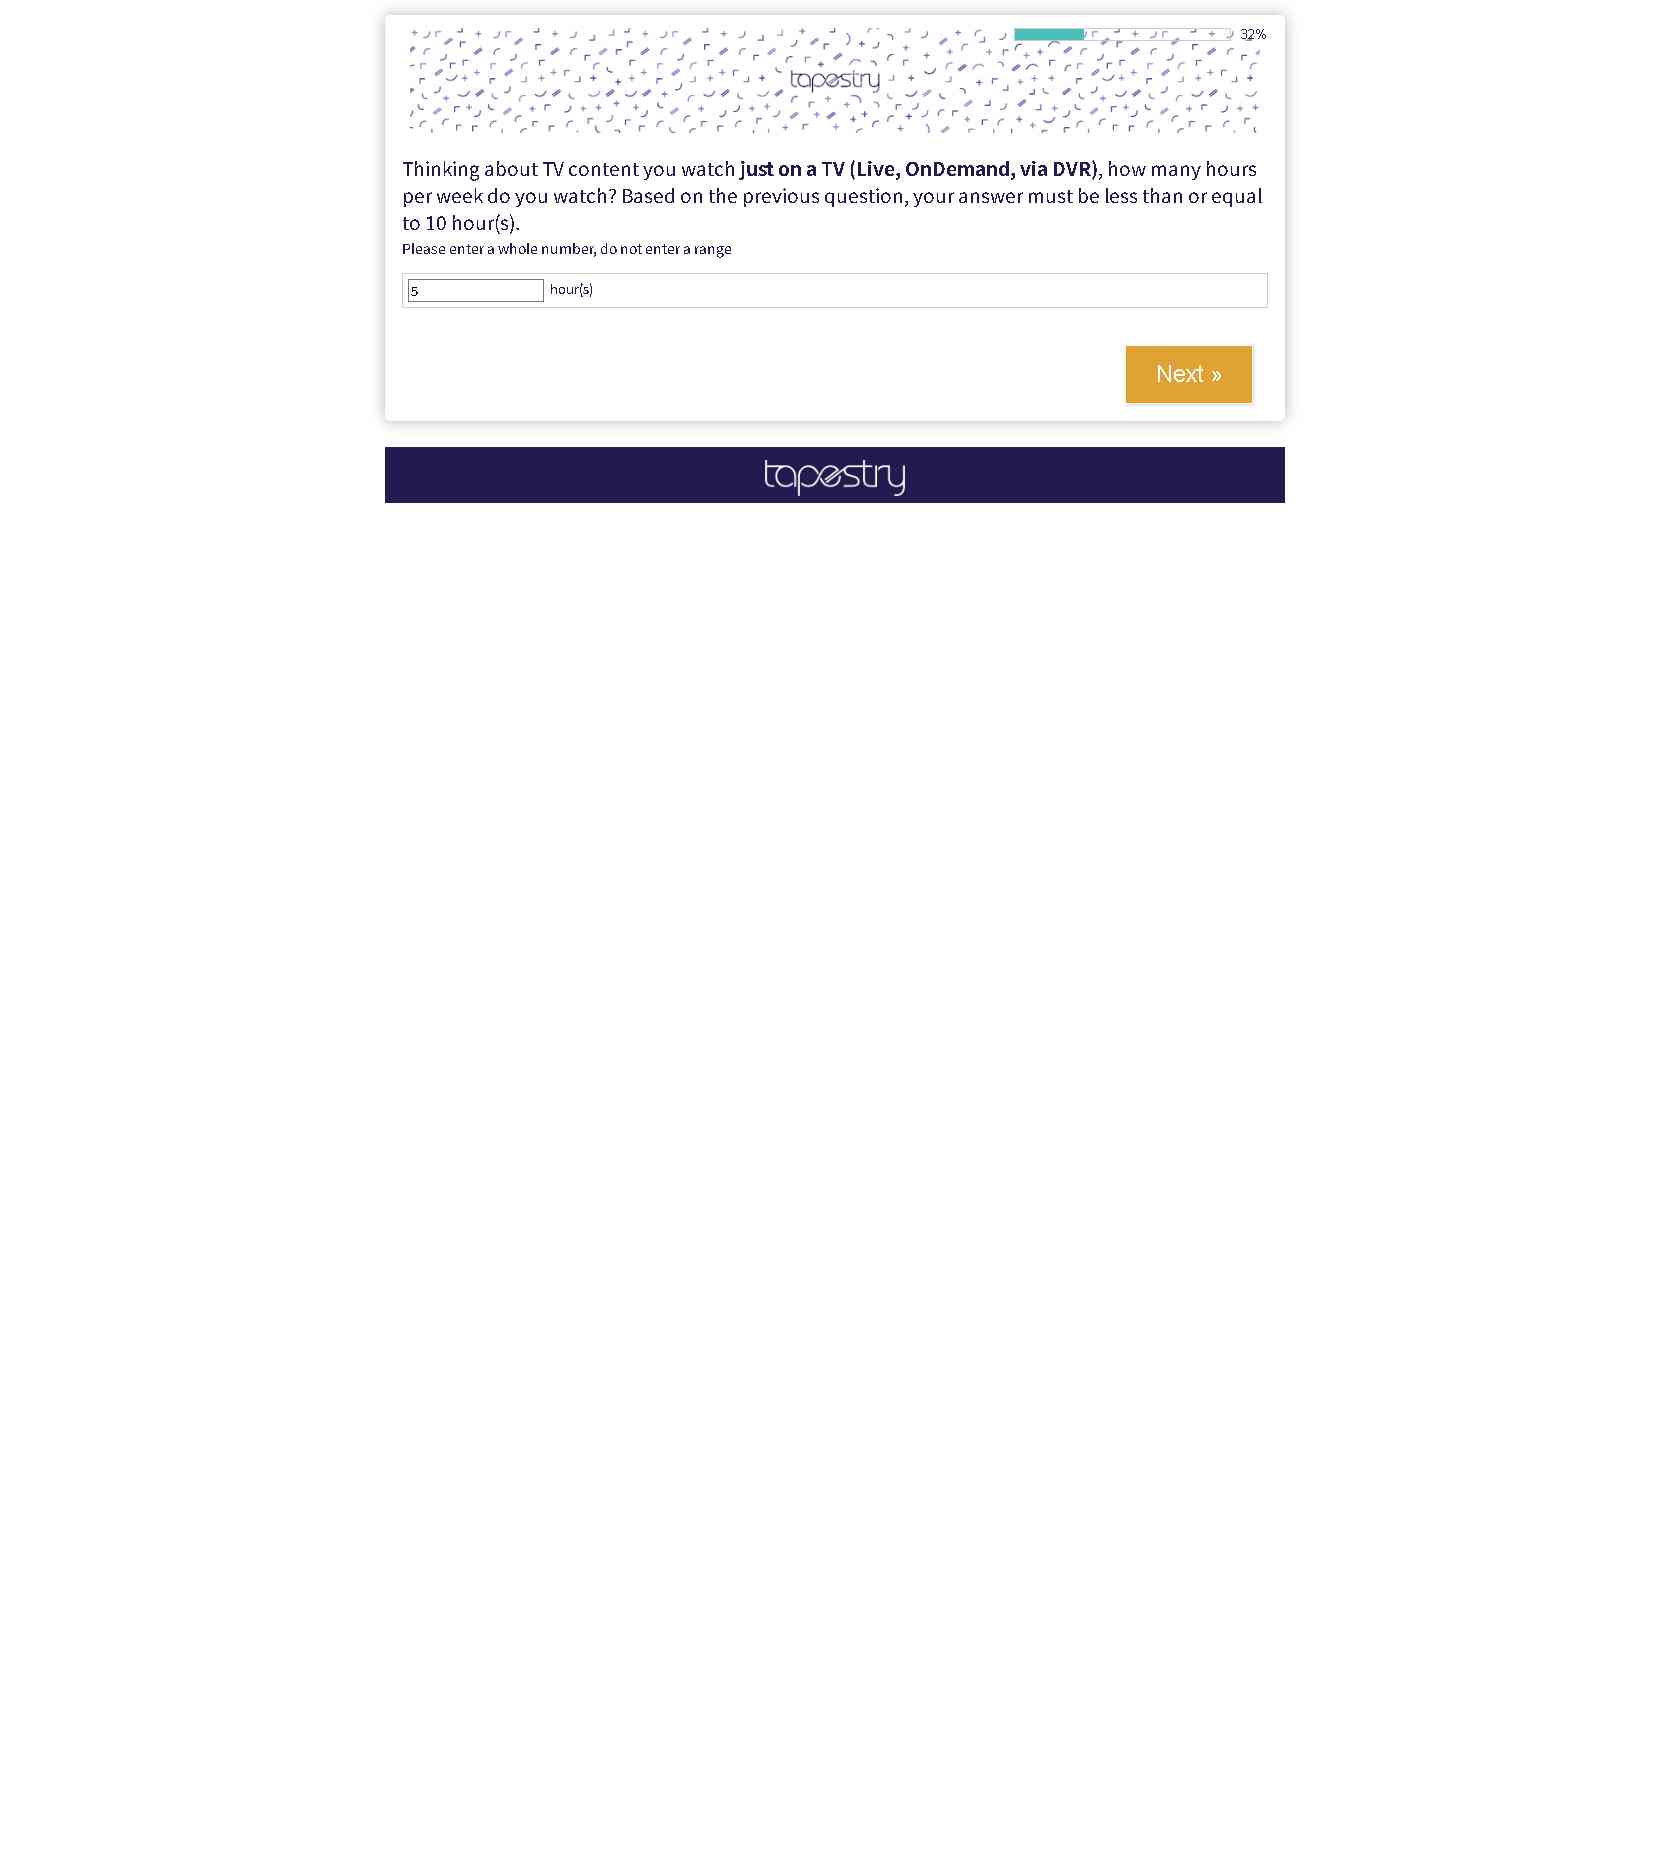 32%
tapestry
Thinking about TV content you watch just on a TV (Live, OnDemand, via DVR), how many hours
per week do you watch? Based on the previous question, your answer must be less than or equal
to 10 hour(s).
Please enter a whole number, do not enter a range
5 hour(s)
Next »
tapestry